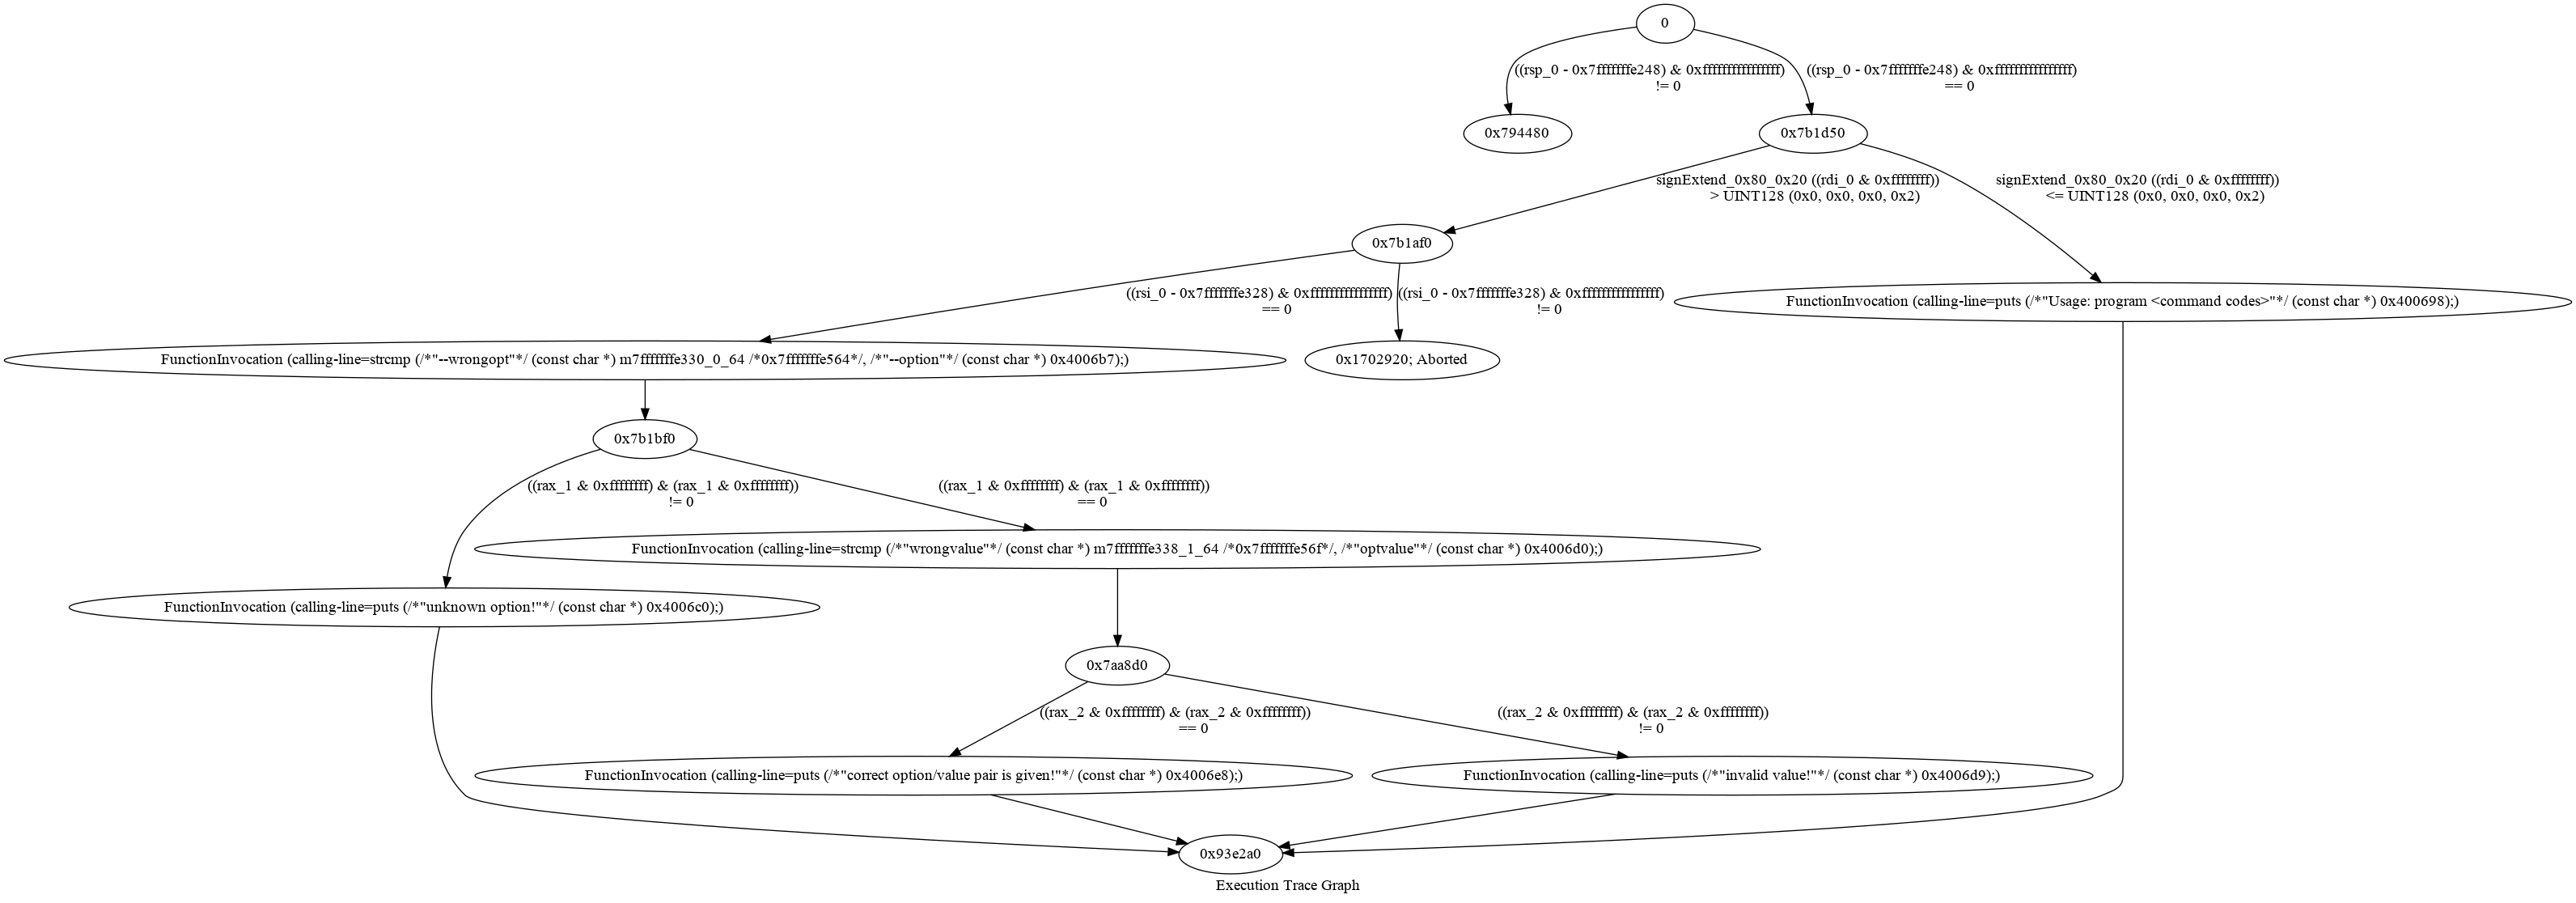 0
((rsp_0 - 0x7fffffffe248) & 0xffffffffffffffff)
!= 0
((rsp_0 - 0x7fffffffe248) & 0xffffffffffffffff)
== 0
0x794480
0x7b1d50
signExtend_0x80_0x20 ((rdi_0 & 0xffffffff))
> UINT128 (0x0, 0x0, 0x0, 0x2)
signExtend_0x80_0x20 ((rdi_0 & 0xffffffff))
<= UINT128 (0x0, 0x0, 0x0, 0x2)
0x7b1af0
((rsi_0 - 0x7fffffffe328) & 0xffffffffffffffff)
== 0
((rsi_0 - 0x7fffffffe328) & 0xffffffffffffffff)
!= 0
FunctionInvocation (calling-line=puts (/*"Usage: program <command codes>"*/ (const char *) 0x400698);)
FunctionInvocation (calling-line=strcmp (/*"--wrongopt"*/ (const char *) m7fffffffe330_0_64 /*0x7fffffffe564*/, /*"--option"*/ (const char *) 0x4006b7);)
0x1702920; Aborted
0x7b1bf0
((rax_1 & 0xffffffff) & (rax_1 & 0xffffffff))
!= 0
((rax_1 & 0xffffffff) & (rax_1 & 0xffffffff))
== 0
FunctionInvocation (calling-line=strcmp (/*"wrongvalue"*/ (const char *) m7fffffffe338_1_64 /*0x7fffffffe56f*/, /*"optvalue"*/ (const char *) 0x4006d0);)
FunctionInvocation (calling-line=puts (/*"unknown option!"*/ (const char *) 0x4006c0);)
0x7aa8d0
((rax_2 & 0xffffffff) & (rax_2 & 0xffffffff))
== 0
((rax_2 & 0xffffffff) & (rax_2 & 0xffffffff))
!= 0
FunctionInvocation (calling-line=puts (/*"correct option/value pair is given!"*/ (const char *) 0x4006e8);)
FunctionInvocation (calling-line=puts (/*"invalid value!"*/ (const char *) 0x4006d9);)
0x93e2a0
Execution Trace Graph